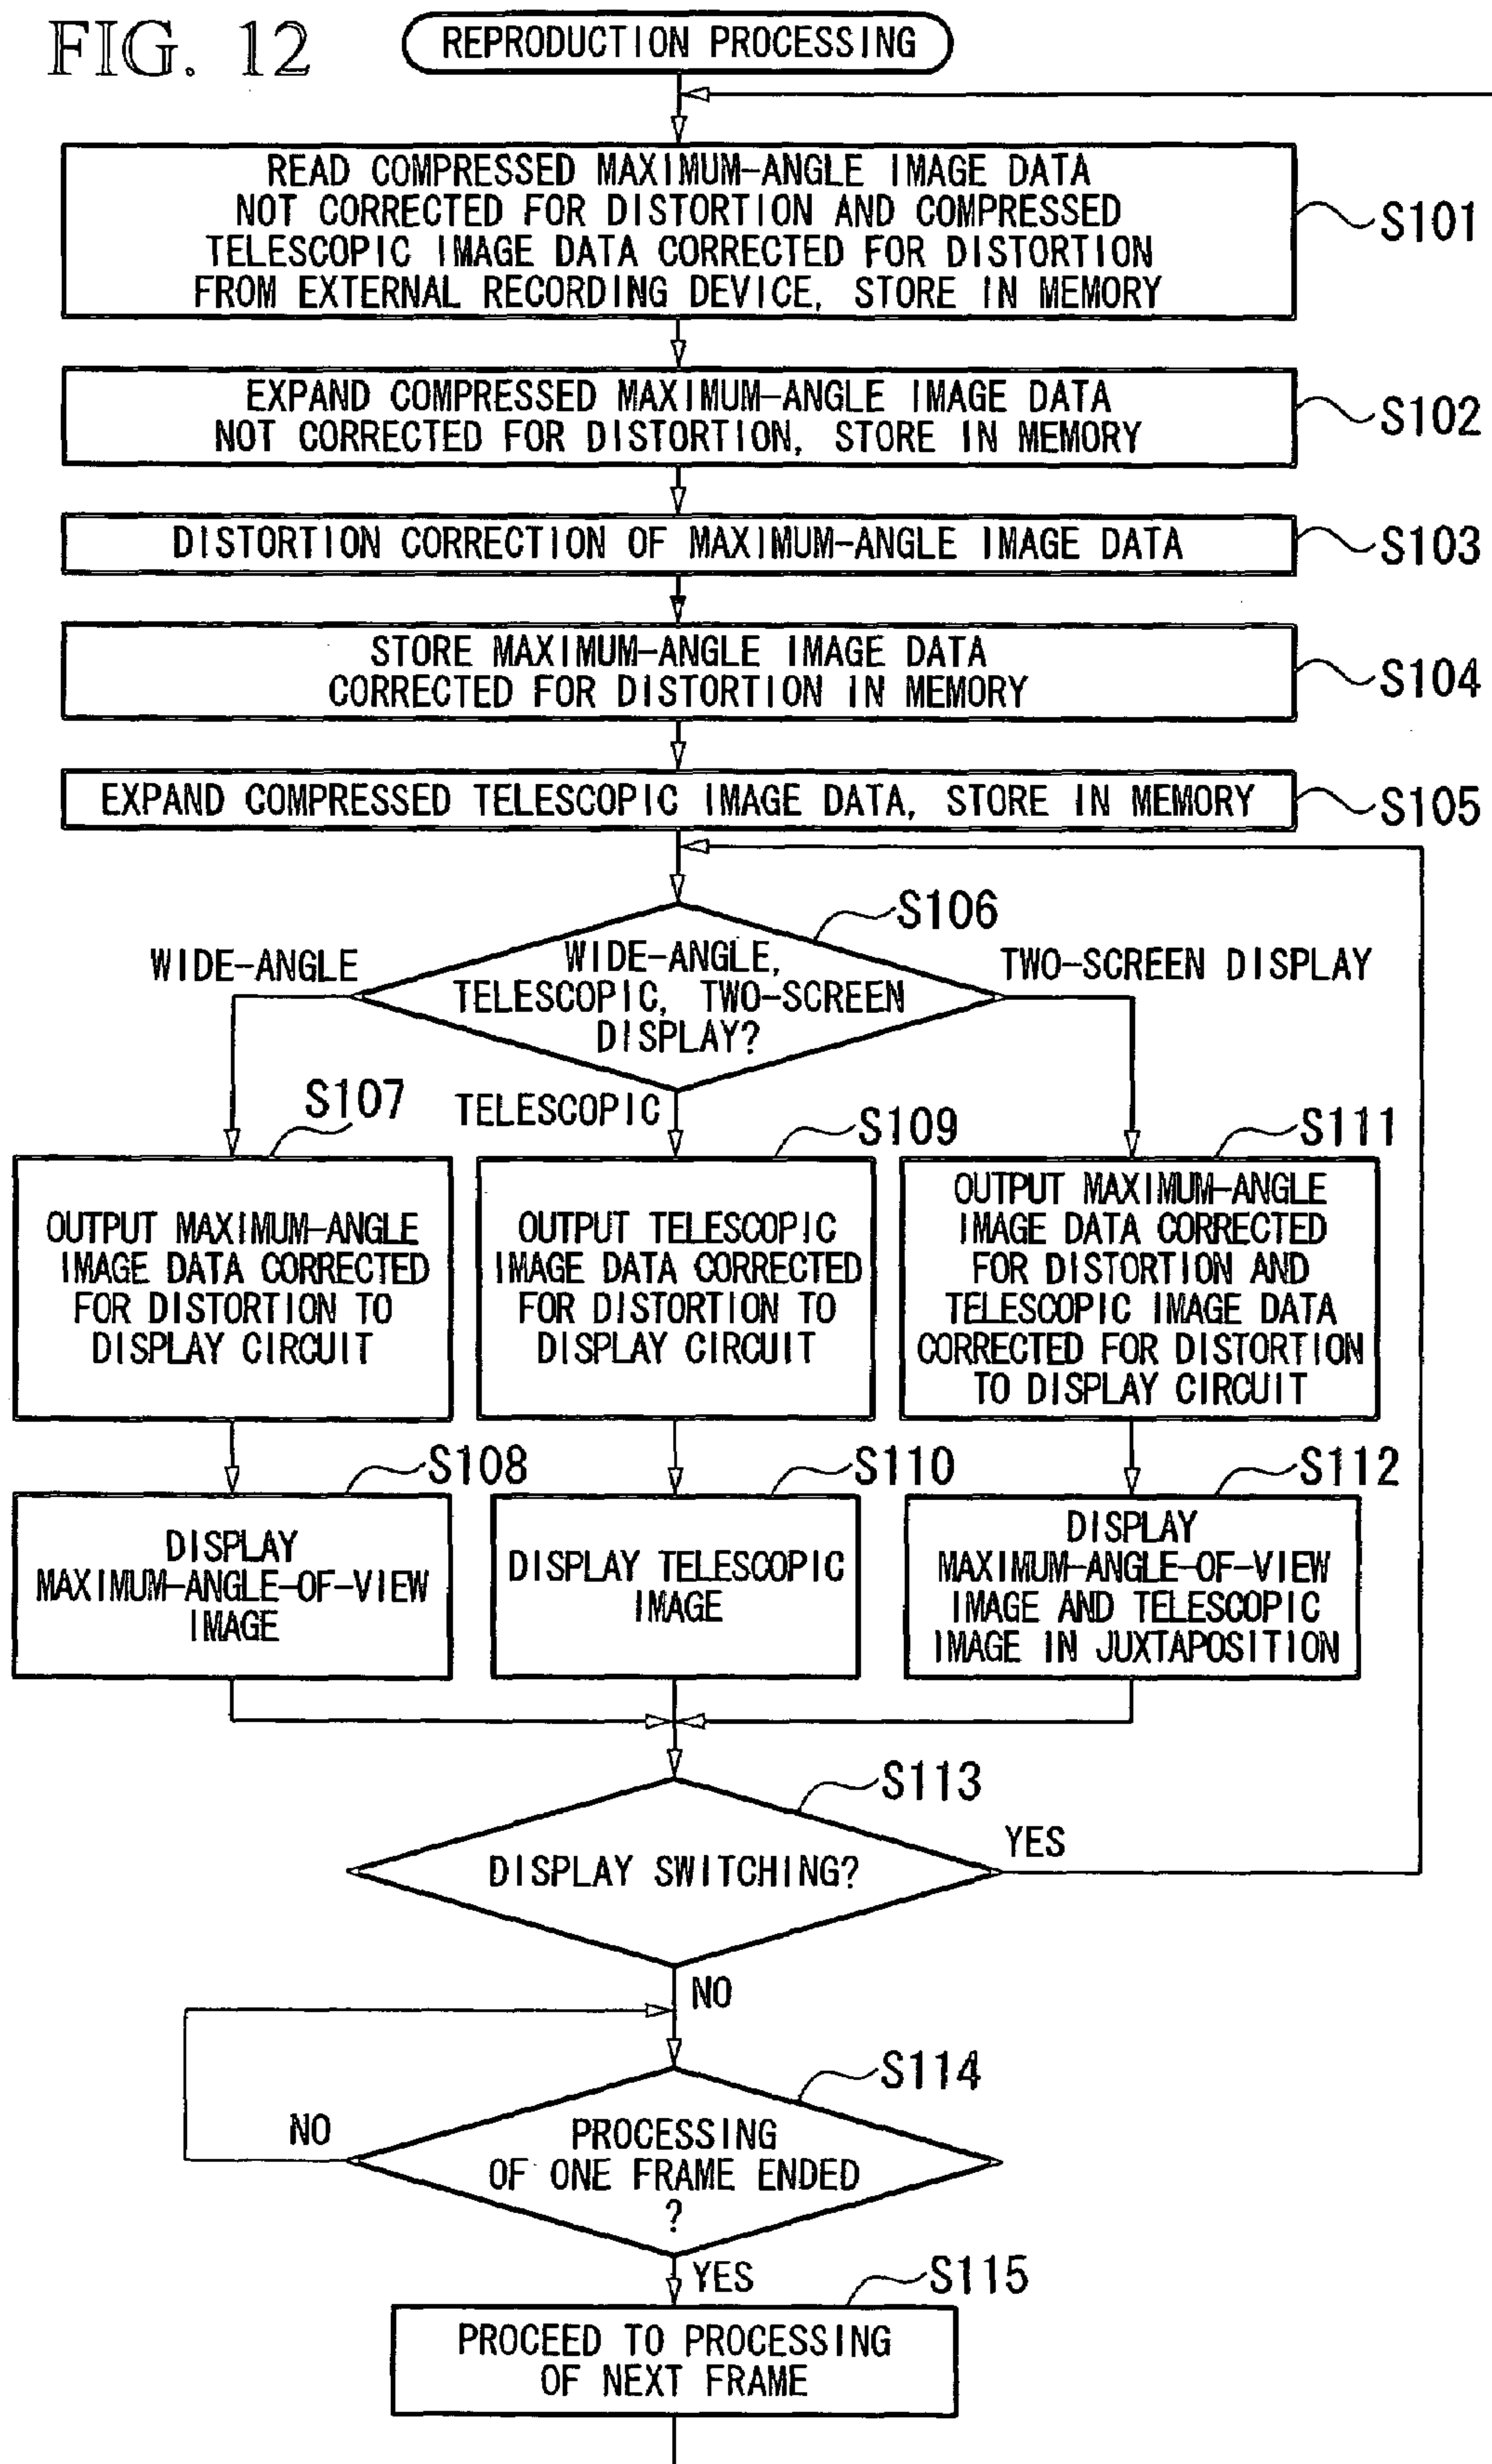 FIG. 12
REPRODUCTION PROCESSING
READ COMPRESSED MAXIMUM-ANGLE IMAGE DATA
NOT CORRECTED FOR DISTORTION AND COMPRESSED
TELESCOPIC IMAGE DATA CORRECTED FOR DISTORTION
FROM EXTERNAL RECORDING DEVICE, STORE IN MEMORY
S101
EXPAND COMPRESSED MAXIMUM-ANGLE IMAGE DATA
NOT CORRECTED FOR DISTORTION, STORE IN MEMORY
S102
DISTORTION CORRECTION OF MAXIMUM-ANGLE IMAGE DATA
S103
STORE MAXIMUM-ANGLE IMAGE DATA
CORRECTED FOR DISTORTION IN MEMORY
S104
EXPAND COMPRESSED TELESCOPIC IMAGE DATA, STORE IN MEMORY
S105
S106
WIDE-ANGLE
WIDE-ANGLE,
TELESCOPIC, TWO-SCREEN
DISPLAY?
TWO-SCREEN DISPLAY
S107
TELESCOPIC
S109
S111
OUTPUT MAXIMUM-ANGLE
IMAGE DATA CORRECTED
FOR DISTORTION TO
DISPLAY CIRCUIT
OUTPUT TELESCOPIC
IMAGE DATA CORRECTED
FOR DISTORTION TO
DISPLAY CIRCUIT
OUTPUT MAXIMUM-ANGLE
IMAGE DATA CORRECTED
FOR DISTORTION AND
TELESCOPIC IMAGE DATA
CORRECTED FOR DISTORTION
TO DISPLAY CIRCUIT
S108
S110
S112
DISPLAY
MAXIMUM-ANGLE-OF-VIEW
IMAGE
DISPLAY TELESCOPIC
IMAGE
DISPLAY
MAXIMUM-ANGLE-OF-VIEW
IMAGE AND TELESCOPIC
IMAGE IN JUXTAPOSITION
S113
DISPLAY SWITCHING?
YES
NO
S114
NO
PROCESSING
OF ONE FRAME ENDED
?
YES
S115
PROCEED TO PROCESSING
OF NEXT FRAME